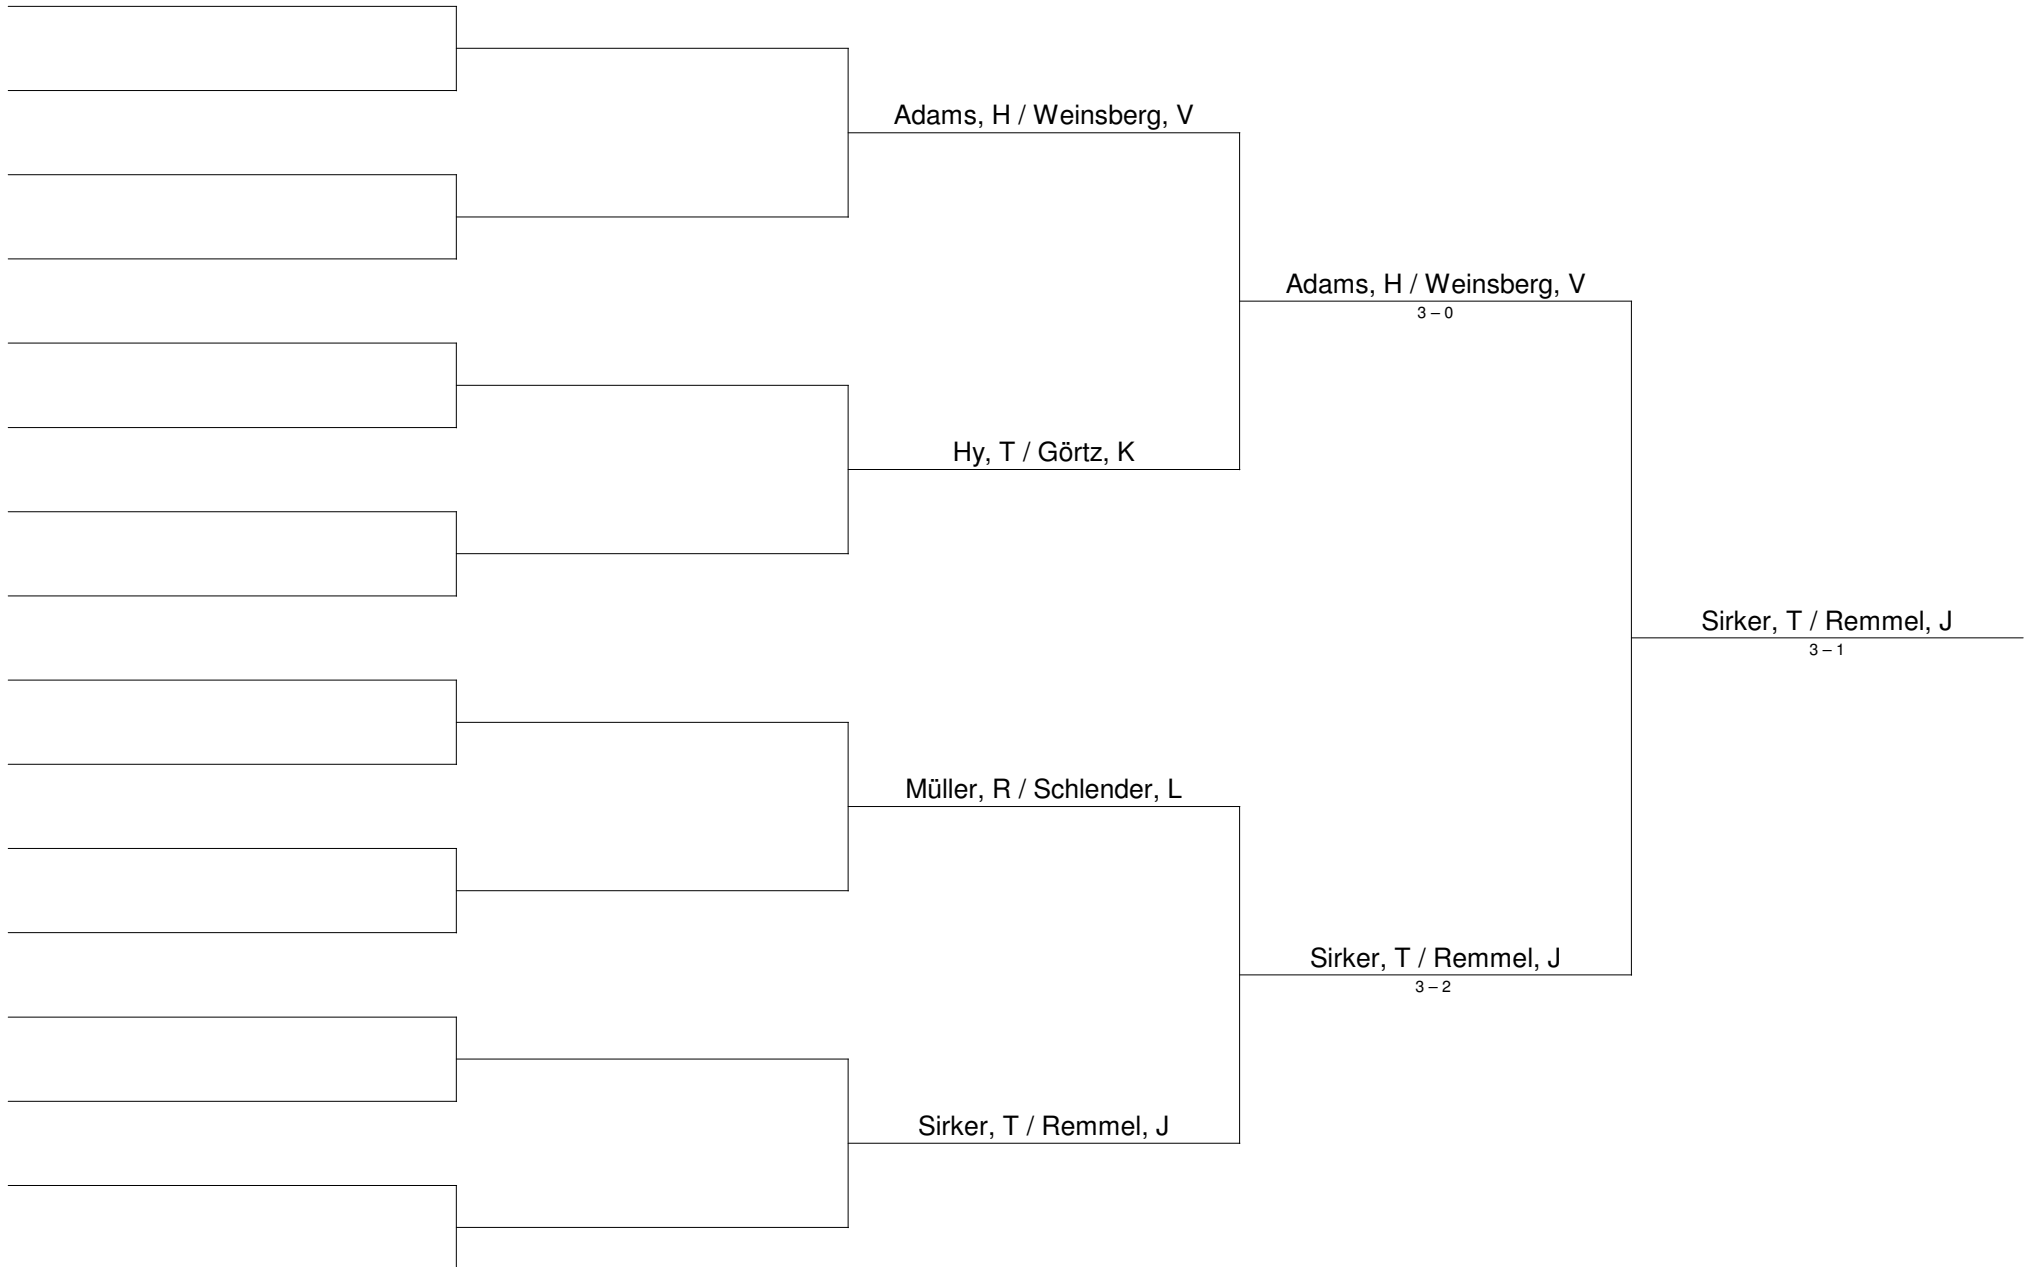 Adams, H / Weinsberg, V
Adams, H / Weinsberg, V
3 – 0
Hy, T / Görtz, K
Sirker, T / Remmel, J
3 – 1
Müller, R / Schlender, L
Sirker, T / Remmel, J
3 – 2
Sirker, T / Remmel, J